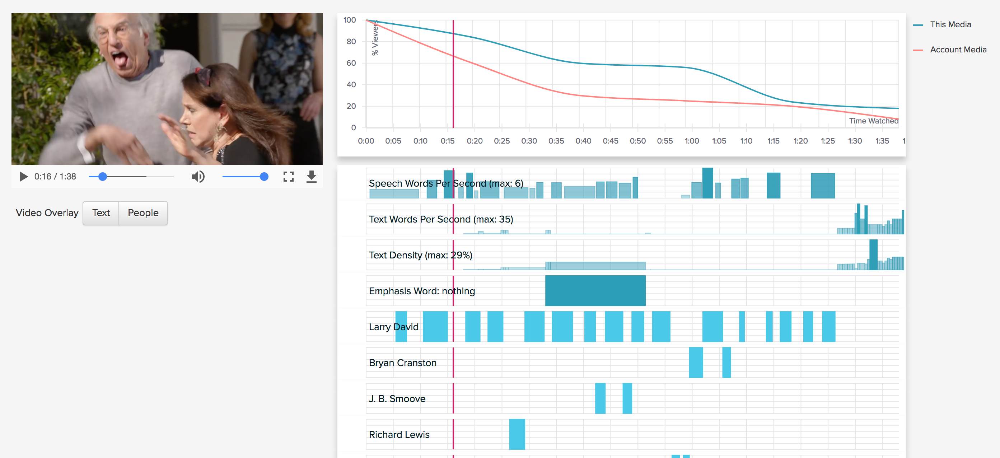 100
80
60
40
20
0
% Viewers
Time Watched
0:00 0:05 0:10 0:15 0:20 0:25 0:30 0:35 0:40 0:45 0:50 0:55 1:00 1:05 1:10 1:15 1:20 1:25 1:30 1:35
This Media
Account Media
0:16 / 1:38
Video Overlay Text People
Speech Words Per Second (max: 6)
Text Words Per Second (max: 35)
Text Density (max: 29%)
Emphasis Word: nothing
Larry David
Bryan Cranston
J. B. Smoove
Richard Lewis